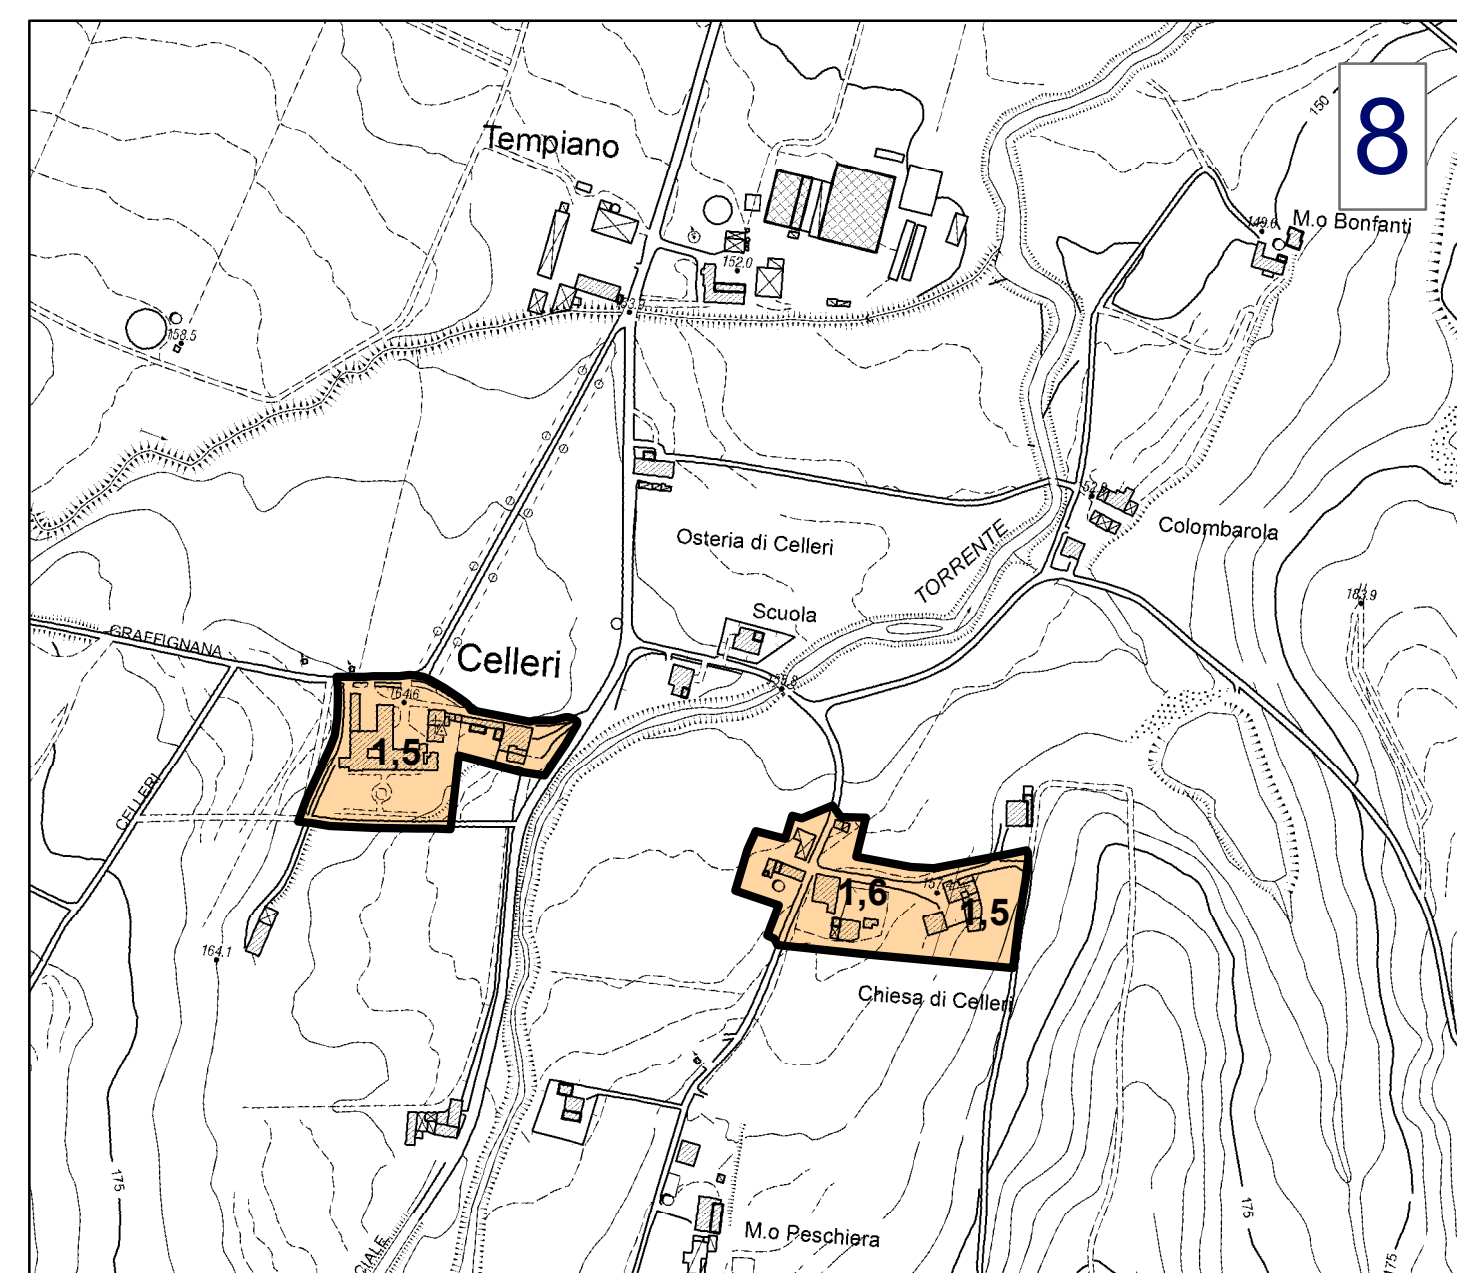 150
8
Tempiano
149.6
M.o Bonfanti
152.0
158.5
Osteria di Celleri
TORRENTE
Colombarola
183.9
Scuola
GRAFFIGNANA
Celleri
164.6
1,5
CELLERI
1,6
1,5
164.1
Chiesa di Celleri
175
175
M.o Peschiera
175